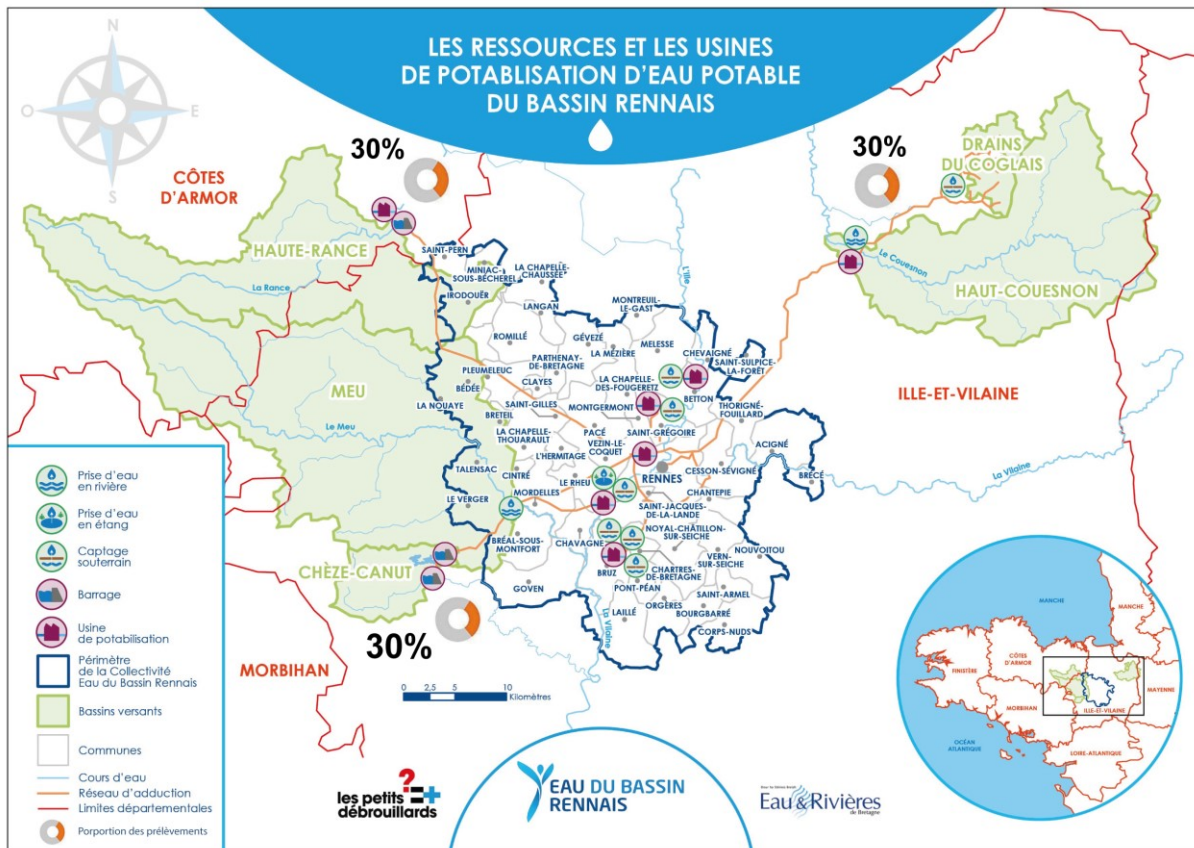 LES RESSOURCES ET LES USINES
DE POTABLISATION D'EAU POTABLE
DU BASSIN RENNAIS
N
O
E
S
30%
30%
CÔTES
D'ARMOR
DRAINS
DU COGLAIS
HAUTE-RANCE
La Rance
SAINT-PERN
MINIAC-
SOUS-BÉCHEREL
LA CHAPELLE-
CHAUSSÉE
IRODOUËR
LANGAN
L'Ille
MONTREUIL-
LE-GAST
Le Couesnon
HAUT-COUESNON
ROMILLÉ
GÉVEZÉ
LA MÉZIÈRE
MELESSE
CHEVAIGNÉ
SAINT-SULPICE-
LA-FORÊT
PARTHENAY-
DE-BRETAGNE
PLEUMELEUC
BÉDÉE
CLAYES
LA CHAPELLE-
DES-FOUGERETZ
BETTON
MEU
LA NOUAYE
SAINT-GILLES
MONTGERMONT
THORIGNÉ-
FOUILLARD
ILLE-ET-VILAINE
BRETEIL
Le Meu
LA CHAPELLE-
THOUARAULT
PACÉ
SAINT-GRÉGOIRE
VEZIN-LE-
COQUET
ACIGNÉ
L'HERMITAGE
TALENSAC
CINTRÉ
LE RHEU
RENNES
CESSON-SÉVIGNÉ
BRÉCÉ
La Vilaine
LE VERGER
MORDELLES
CHANTEPIE
SAINT-JACQUES-
DE-LA-LANDE
BRÉAL-SOUS-
MONTFORT
CHAVAGNE
NOYAL-CHÂTILLON-
SUR-SEICHE
NOUVOITOU
VERN-
SUR-SEICHE
CHÈZE-CANUT
BRUZ
CHARTRES-
DE-BRETAGNE
GOVEN
PONT-PÉAN
SAINT-ARMEL
ORGÈRES
BOURGBARRÉ
LAILLÉ
La Vilaine
CORPS-NUDS
30%
MORBIHAN
0
2,5
5
10
Kilomètres
Prise d'eau
en rivière
Prise d'eau
en étang
Captage
souterrain
Barrage
Usine
de potabilisation
Périmètre
de la Collectivité
Eau du Bassin Rennais
Bassins versants
Communes
Cours d'eau
Réseau d'adduction
Limites départementales
Porportion des prélèvements
les petits
débrouillards
EAU DU BASSIN
RENNAIS
Eau & Rivières
de Bretagne
MANCHE
MANCHE
CÔTES
D'ARMOR
FINISTÈRE
MAYENNE
MORBIHAN
ILLE-ET-VILAINE
OCÉAN
ATLANTIQUE
LOIRE-ATLANTIQUE